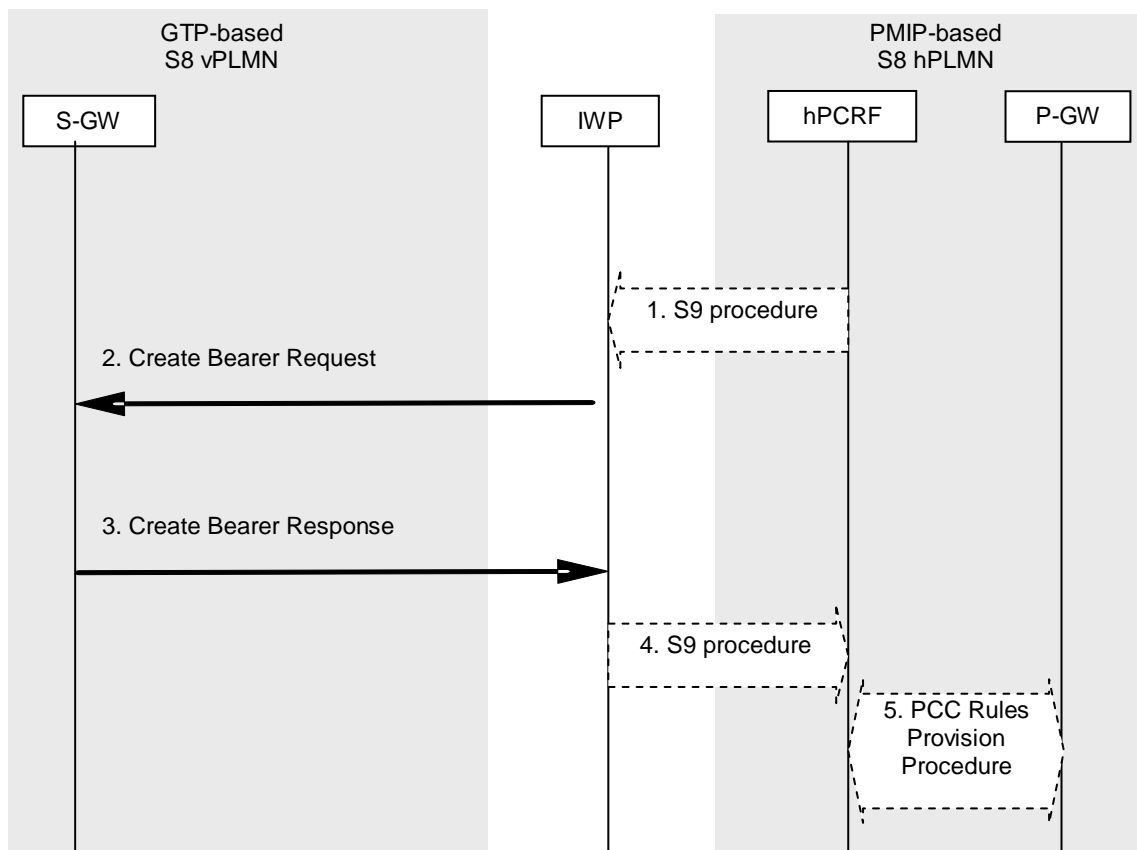 GTP-based
S8 vPLMN
PMIP-based
S8 hPLMN
S-GW
IWP
hPCRF
P-GW
1. S9 procedure
2. Create Bearer Request
3. Create Bearer Response
4. S9 procedure
5. PCC Rules
Provision
Procedure